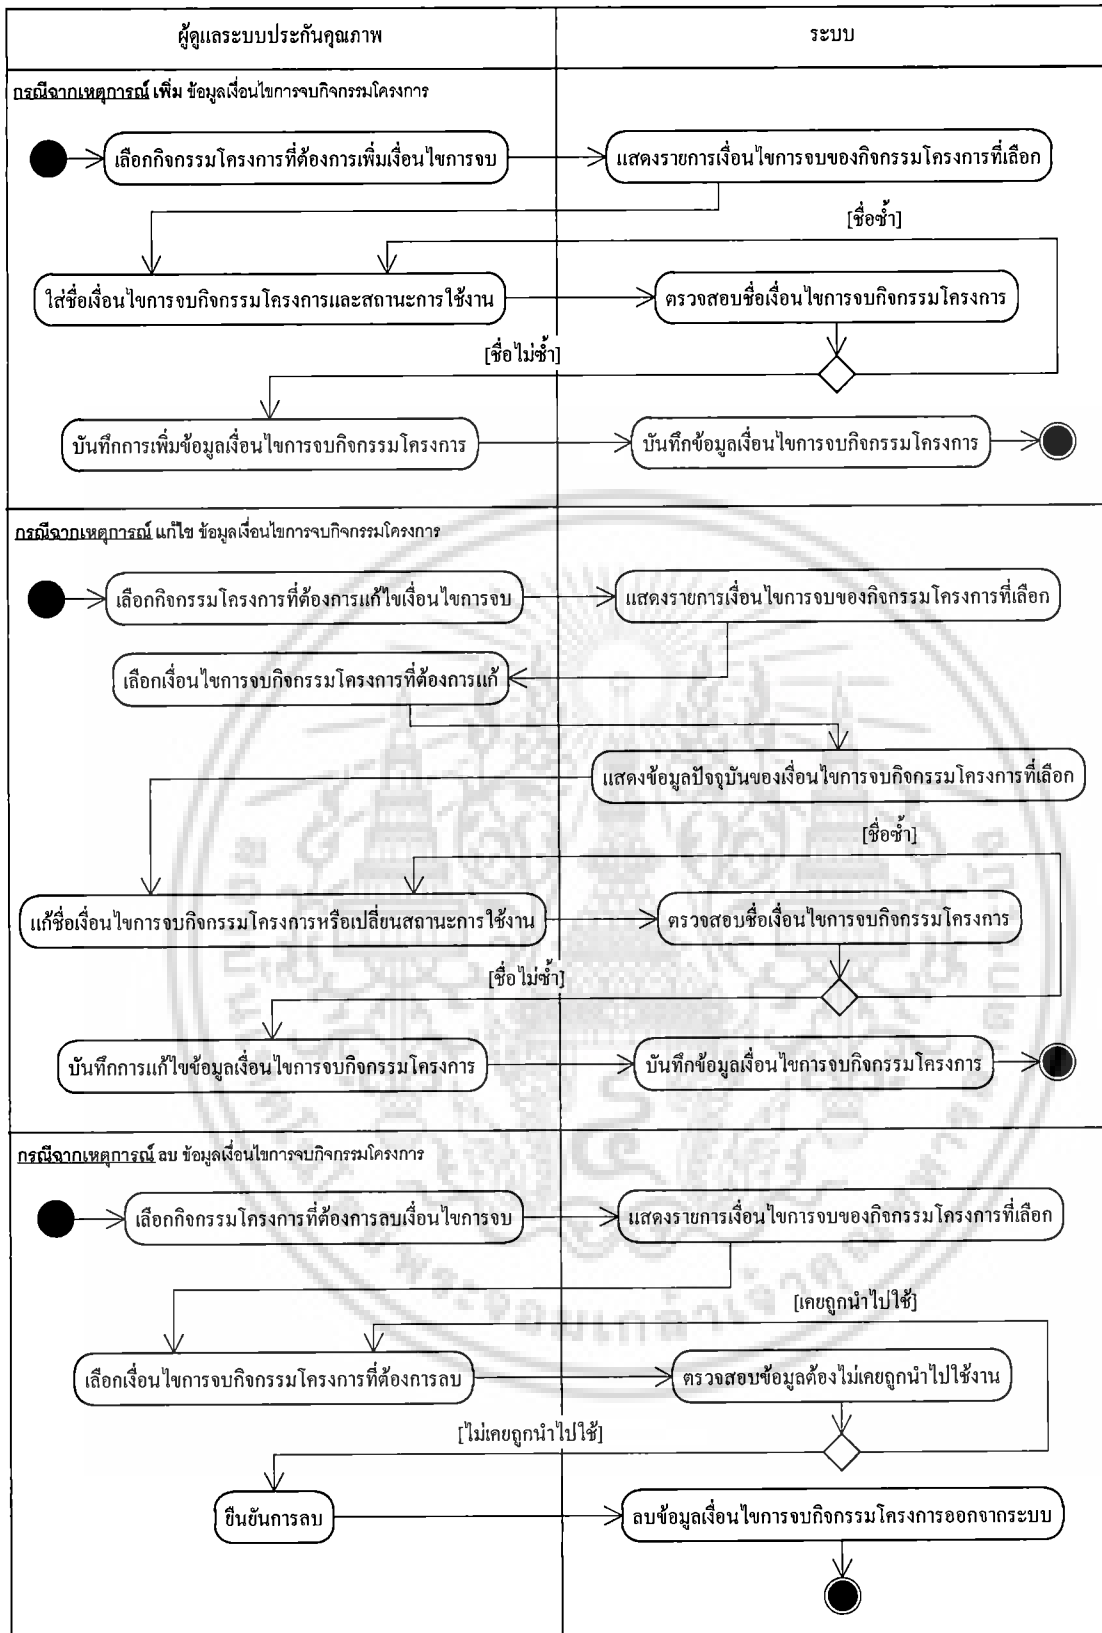 ผู้ดูแลระบบประกันคุณภาพ
ระบบ
กรณีฉากเหตุการณ์ เพิ่ม ข้อมูลเงื่อนไขการจบกิจกรรมโครงการ
เลือกกิจกรรมโครงการที่ต้องการเพิ่มเงื่อนไขการจบ
แสดงรายการเงื่อนไขการจบของกิจกรรมโครงการที่เลือก
[ชื่อซ้ำ]
ใส่ชื่อเงื่อนไขการจบกิจกรรมโครงการและสถานะการใช้งาน
ตรวจสอบชื่อเงื่อนไขการจบกิจกรรมโครงการ
[ชื่อไม่ซ้ำ]
บันทึกการเพิ่มข้อมูลเงื่อนไขการจบกิจกรรมโครงการ
บันทึกข้อมูลเงื่อนไขการจบกิจกรรมโครงการ
กรณีฉากเหตุการณ์ แก้ไข ข้อมูลเงื่อนไขการจบกิจกรรมโครงการ
เลือกกิจกรรมโครงการที่ต้องการแก้ไขเงื่อนไขการจบ
แสดงรายการเงื่อนไขการจบของกิจกรรมโครงการที่เลือก
เลือกเงื่อนไขการจบกิจกรรมโครงการที่ต้องการแก้
แสดงข้อมูลปัจจุบันของเงื่อนไขการจบกิจกรรมโครงการที่เลือก
[ชื่อซ้ำ]
แก้ชื่อเงื่อนไขการจบกิจกรรมโครงการหรือเปลี่ยนสถานะการใช้งาน
ตรวจสอบชื่อเงื่อนไขการจบกิจกรรมโครงการ
[ชื่อไม่ซ้ำ]
บันทึกการแก้ไขข้อมูลเงื่อนไขการจบกิจกรรมโครงการ
บันทึกข้อมูลเงื่อนไขการจบกิจกรรมโครงการ
กรณีฉากเหตุการณ์ ลบ ข้อมูลเงื่อนไขการจบกิจกรรมโครงการ
เลือกกิจกรรมโครงการที่ต้องการลบเงื่อนไขการจบ
แสดงรายการเงื่อนไขการจบของกิจกรรมโครงการที่เลือก
[เคยถูกนำไปใช้]
เลือกเงื่อนไขการจบกิจกรรมโครงการที่ต้องการลบ
ตรวจสอบข้อมูลต้องไม่เคยถูกนำไปใช้งาน
[ไม่เคยถูกนำไปใช้]
ยืนยันการลบ
ลบข้อมูลเงื่อนไขการจบกิจกรรมโครงการออกจากระบบ